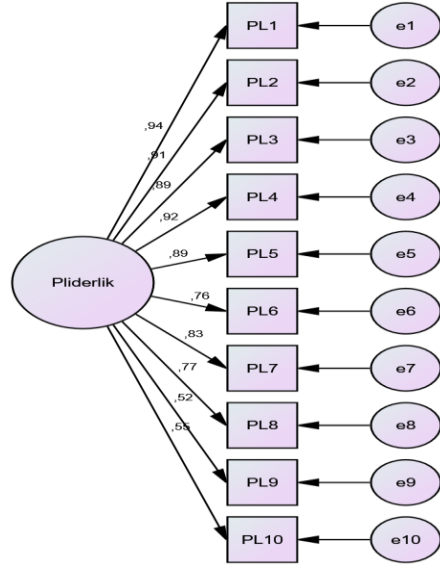 PL1 e1
,94
PL2 e2
,91
PL3 e3
,89
PL4 e4
,92
PL5 e5
,89
Pliderlik
PL6 e6
,76
PL7 e7
,83
PL8 e8
,77
PL9 e9
,52
PL10 e10
,55